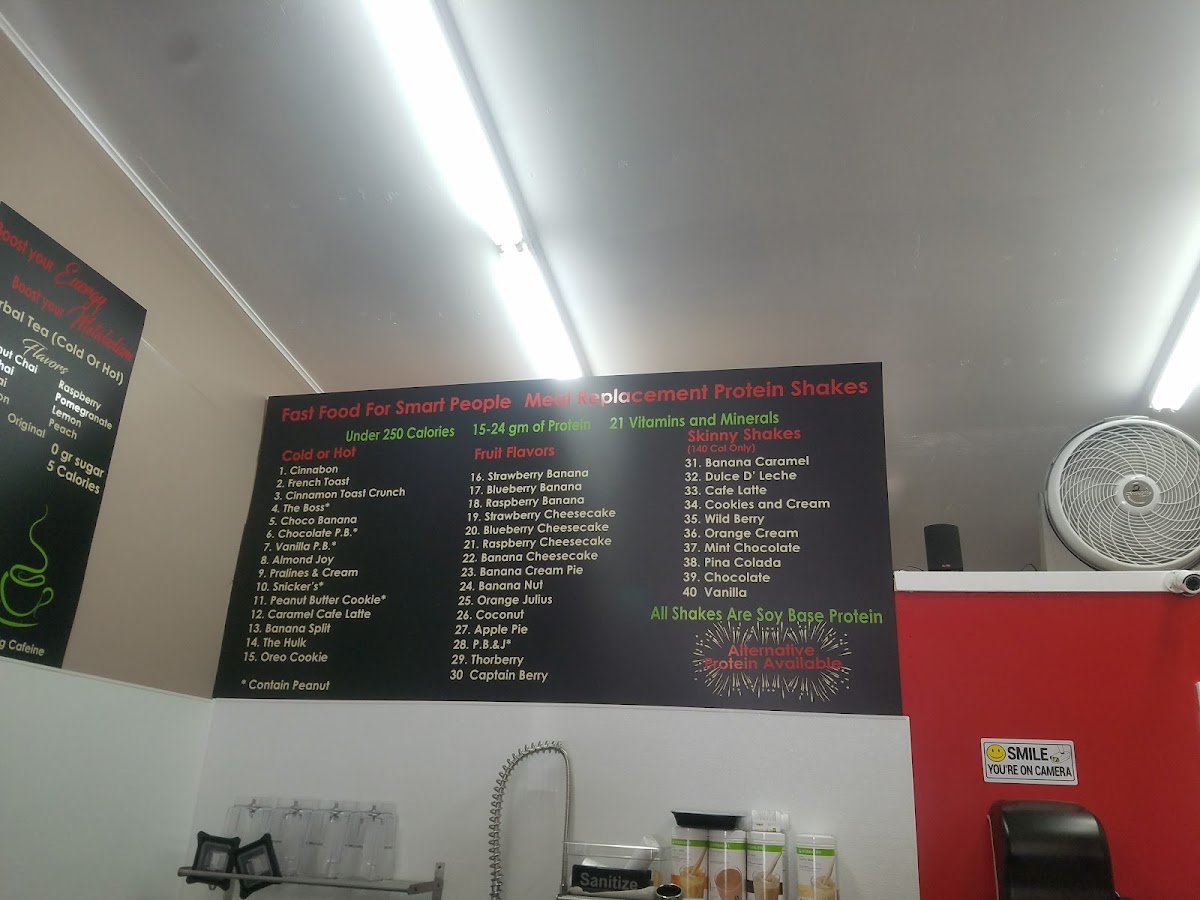 Boost your Energy
Boost your Metabolism
Tea (Cold Or Hot)
Flavors
Chai
Original
Raspberry
Pomegranate
Lemon
Peach
0 gr sugar
5 Calories
Cafeine
Fast Food For Smart People Meal Replacement Protein Shakes
Under 250 Calories 15-24 gm of Protein 21 Vitamins and Minerals
Cold or Hot
1. Cinnabon
2. French Toast
3. Cinnamon Toast Crunch
4. The Boss*
5. Choco Banana
6. Chocolate P.B.*
7. Vanilla P.B.*
8. Almond Joy
9. Pralines & Cream
10. Snicker's*
11. Peanut Butter Cookie*
12. Caramel Cafe Latte
13. Banana Split
14. The Hulk
15. Oreo Cookie
* Contain Peanut
Fruit Flavors
16. Strawberry Banana
17. Blueberry Banana
18. Raspberry Banana
19. Strawberry Cheesecake
20. Blueberry Cheesecake
21. Raspberry Cheesecake
22. Banana Cheesecake
23. Banana Cream Pie
24. Banana Nut
25. Orange Julius
26. Coconut
27. Apple Pie
28. P.B.&J*
29. Thorberry
30 Captain Berry
Skinny Shakes
(140 Cal Only)
31. Banana Caramel
32. Dulce D' Leche
33. Cafe Latte
34. Cookies and Cream
35. Wild Berry
36. Orange Cream
37. Mint Chocolate
38. Pina Colada
39. Chocolate
40 Vanilla
All Shakes Are Soy Base Protein
Alternative
Protein Available
SMILE
YOU'RE ON CAMERA
Sanitize